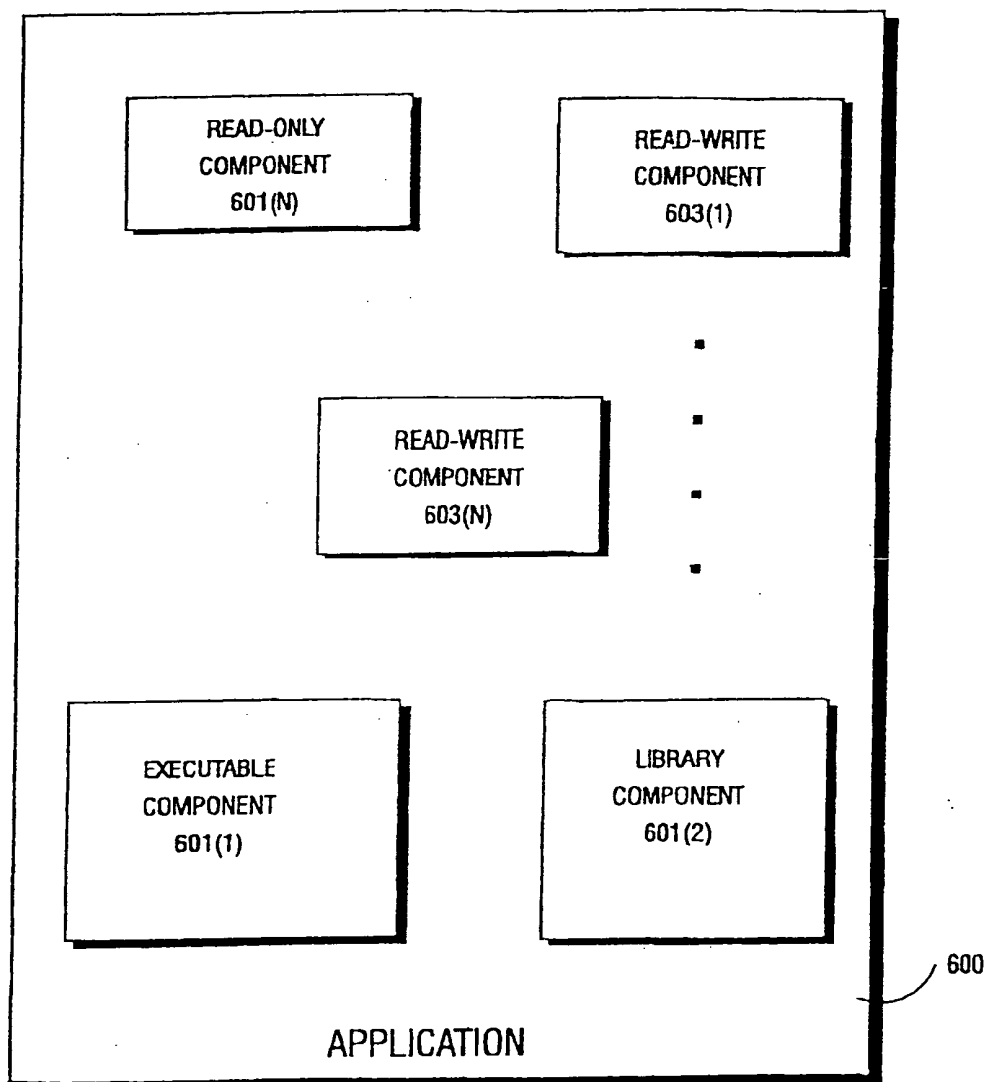 READ-ONLY
COMPONENT
601(N)
READ-WRITE
COMPONENT
603(1)
READ-WRITE
COMPONENT
603(N)
EXECUTABLE
COMPONENT
601(1)
LIBRARY
COMPONENT
601(2)
600
APPLICATION